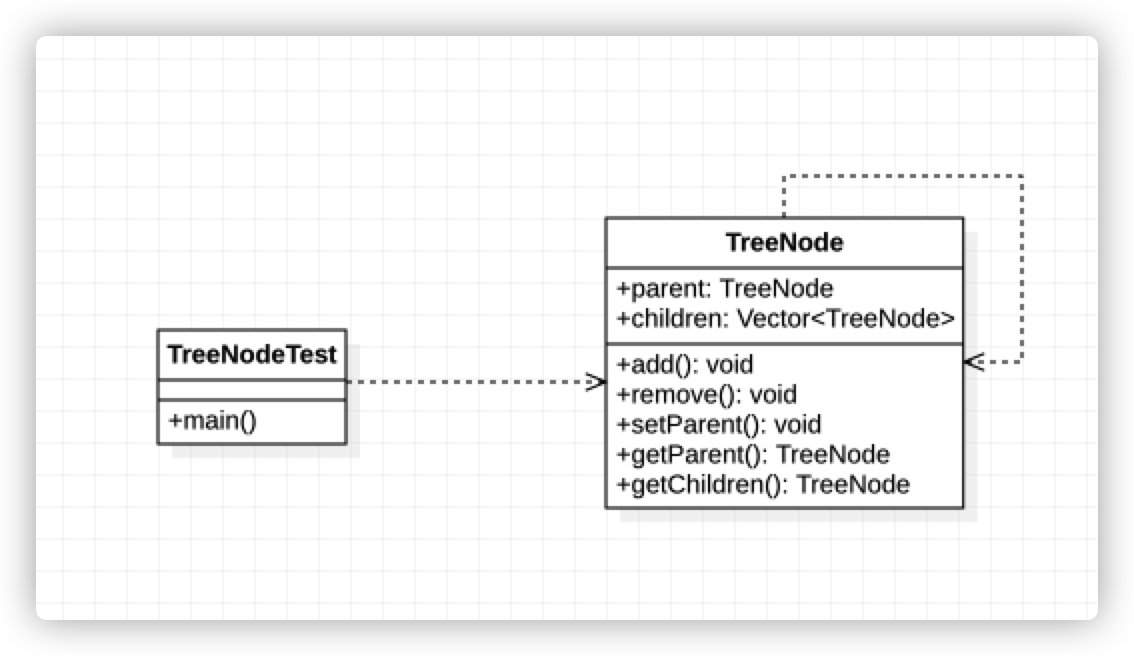 TreeNodeTest
+main()
TreeNode
+parent: TreeNode
+children: Vector<TreeNode>
+add(): void
+remove(): void
+setParent(): void
+getParent(): TreeNode
+getChildren(): TreeNode